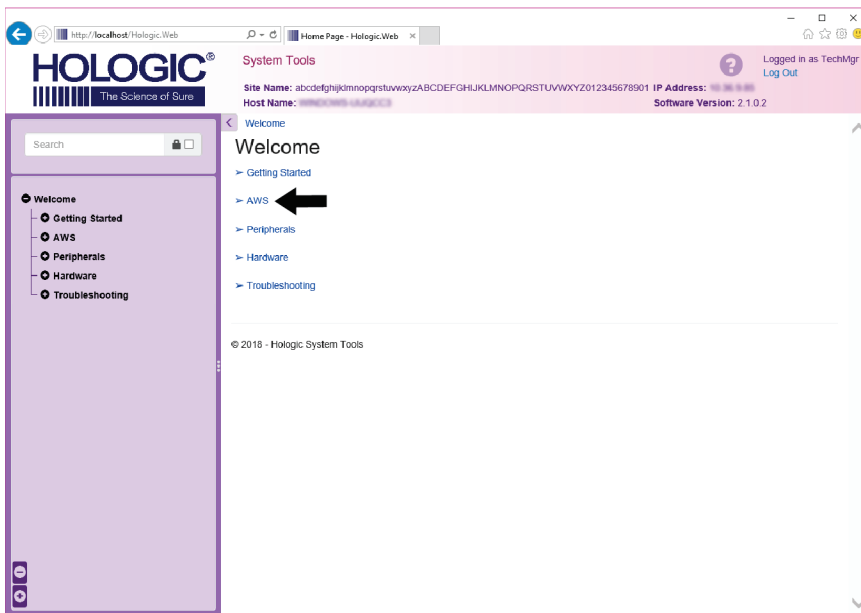 http://localhost/Hologic.Web
Home Page - Hologic.Web
HOLOGIC®
The Science of Sure
System Tools
Logged in as TechMgr
Log Out
Site Name: abcdefghijklmnopqrstuvwxyzABCDEFGHIJKLMNOPQRSTUVWXYZ012345678901 IP Address:
Host Name:
Software Version: 2.1.0.2
Search
Welcome
Getting Started
AWS
Peripherals
Hardware
Troubleshooting
Welcome
Welcome
➢ Getting Started
➢ AWS
➢ Peripherals
➢ Hardware
➢ Troubleshooting
© 2018 - Hologic System Tools